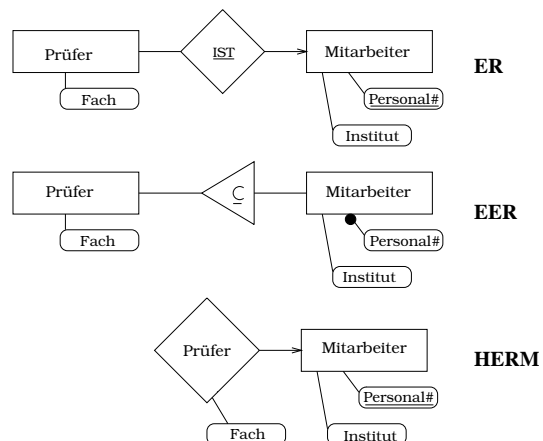 Prüfer IST Mitarbeiter
ER
Fach Personal#
Institut
Prüfer ⊆ Mitarbeiter
EER
Fach Personal#
Institut
Prüfer Mitarbeiter
HERM
Personal#
Fach Institut